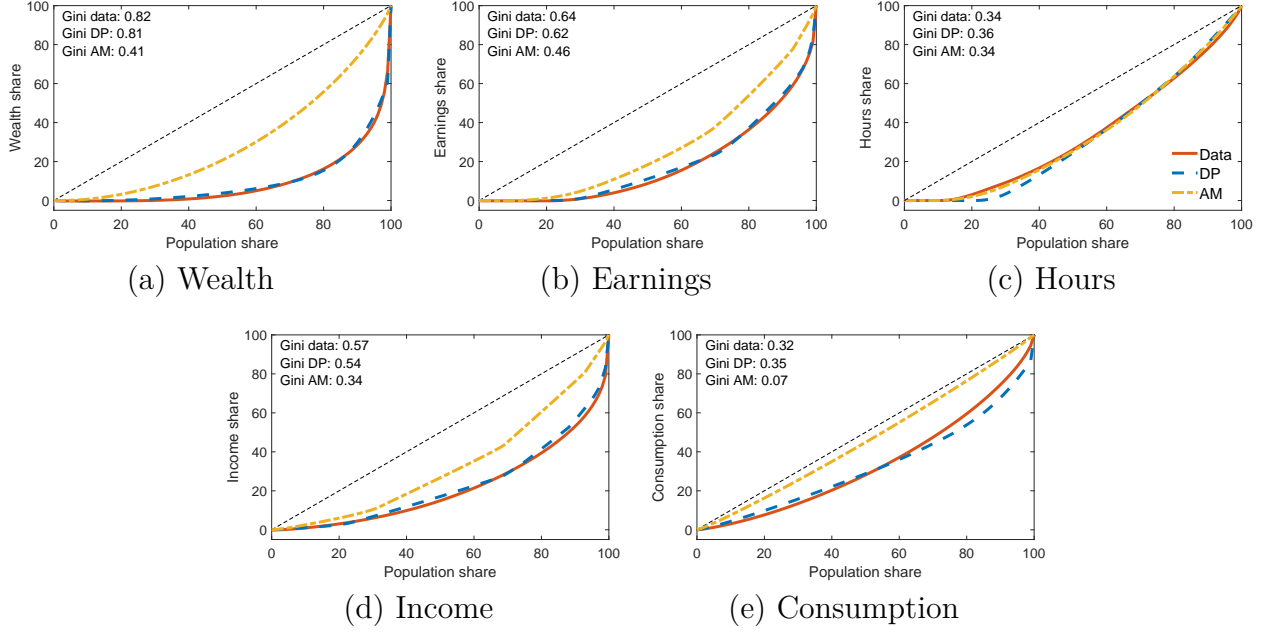 Gini data: 0.82
Gini DP: 0.81
Gini AM: 0.41
Wealth share
100
80
60
40
20
0
0 20 40 60 80 100
Population share
(a) Wealth
Gini data: 0.64
Gini DP: 0.62
Gini AM: 0.46
Earnings share
100
80
60
40
20
0
0 20 40 60 80 100
Population share
(b) Earnings
Gini data: 0.34
Gini DP: 0.36
Gini AM: 0.34
Hours share
100
80
60
40
20
0
0 20 40 60 80 100
Population share
Data
DP
AM
(c) Hours
Gini data: 0.57
Gini DP: 0.54
Gini AM: 0.34
Income share
100
80
60
40
20
0
0 20 40 60 80 100
Population share
(d) Income
Gini data: 0.32
Gini DP: 0.35
Gini AM: 0.07
Consumption share
100
80
60
40
20
0
0 20 40 60 80 100
Population share
(e) Consumption